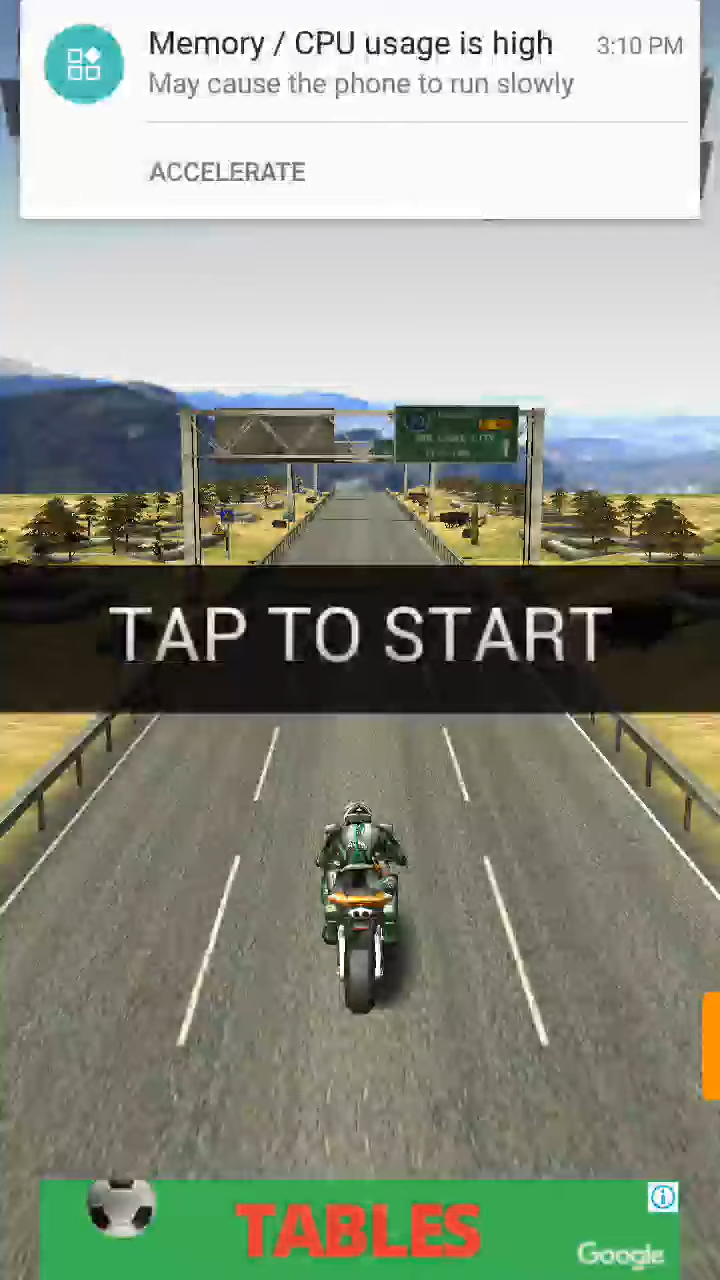 Memory / CPU usage is high 3:10 PM
May cause the phone to run slowly
ACCELERATE
TAP TO START
TABLES
Google